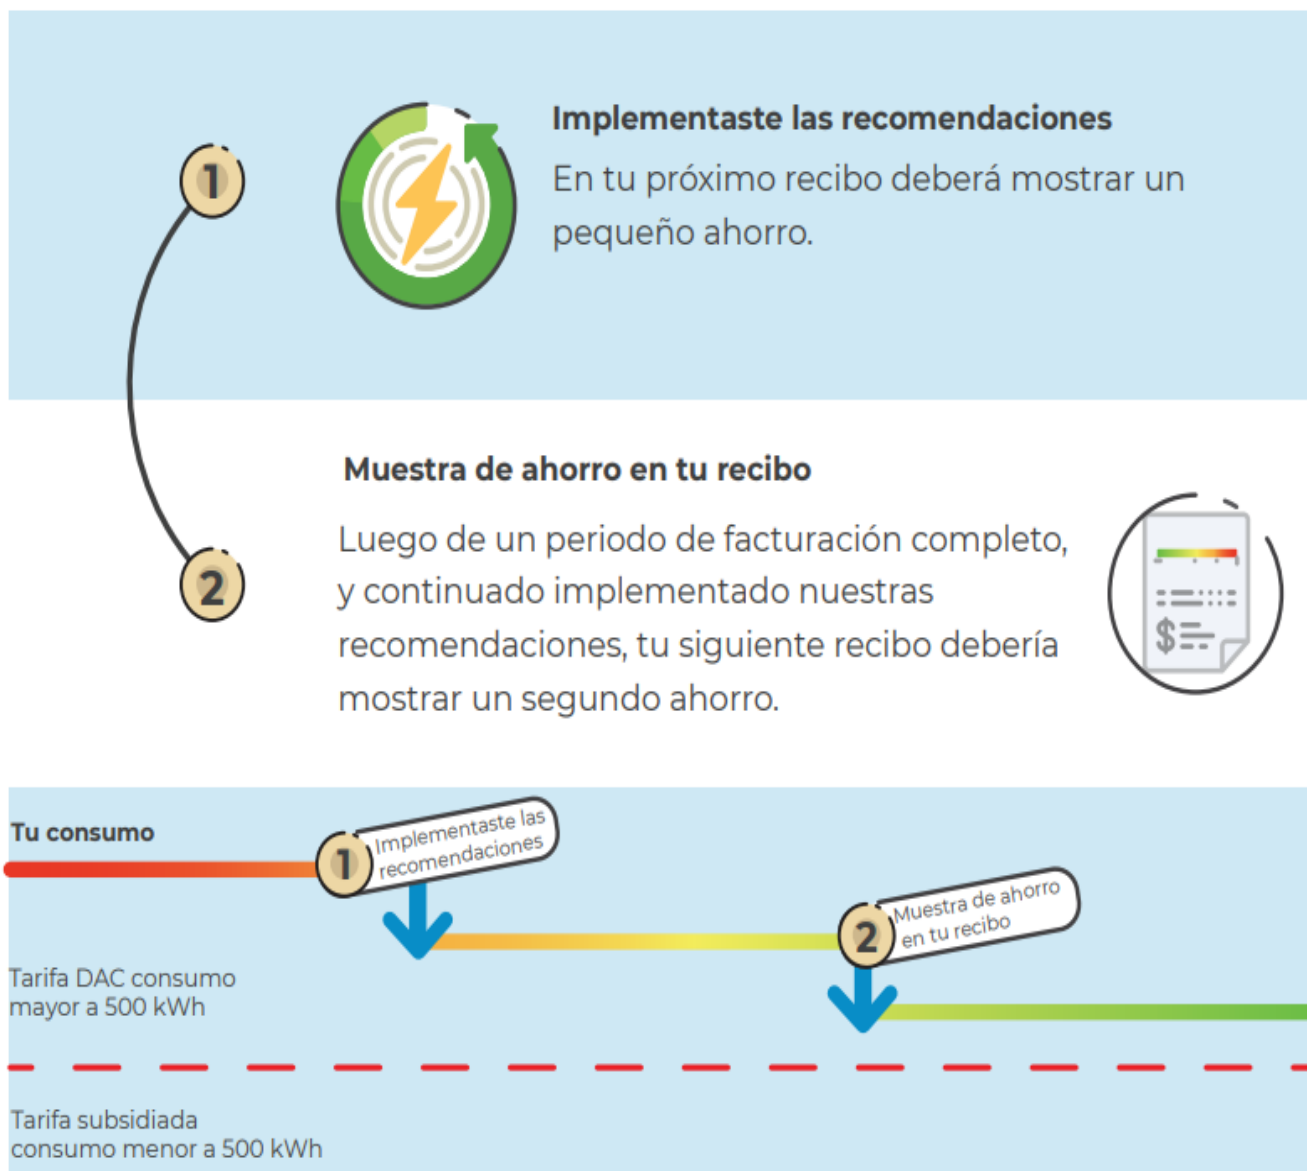 1
Implementaste las recomendaciones
En tu próximo recibo deberá mostrar un
pequeño ahorro.
Muestra de ahorro en tu recibo
Luego de un periodo de facturación completo,
y continuado implementado nuestras
recomendaciones, tu siguiente recibo debería
mostrar un segundo ahorro.
2
$
Tu consumo
1
Implementaste las
recomendaciones
2
Muestra de ahorro
en tu recibo
Tarifa DAC consumo
mayor a 500 kWh
Tarifa subsidiada
consumo menor a 500 kWh